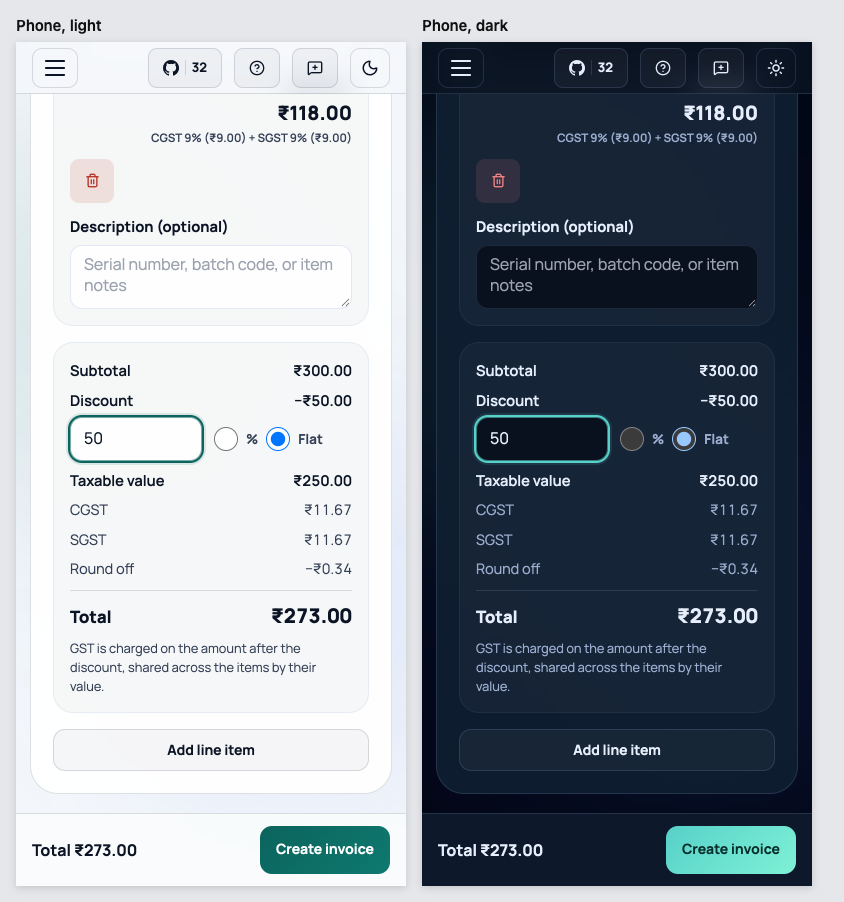 Phone, light
32
₹118.00
CGST 9% (₹9.00) + SGST 9% (₹9.00)
Description (optional)
Serial number, batch code, or item
notes
Subtotal ₹300.00
Discount −₹50.00
50 % Flat
Taxable value ₹250.00
CGST ₹11.67
SGST ₹11.67
Round off −₹0.34
Total ₹273.00
GST is charged on the amount after the
discount, shared across the items by their
value.
Add line item
Total ₹273.00 Create invoice
Phone, dark
32
₹118.00
CGST 9% (₹9.00) + SGST 9% (₹9.00)
Description (optional)
Serial number, batch code, or item
notes
Subtotal ₹300.00
Discount −₹50.00
50 % Flat
Taxable value ₹250.00
CGST ₹11.67
SGST ₹11.67
Round off −₹0.34
Total ₹273.00
GST is charged on the amount after the
discount, shared across the items by their
value.
Add line item
Total ₹273.00 Create invoice